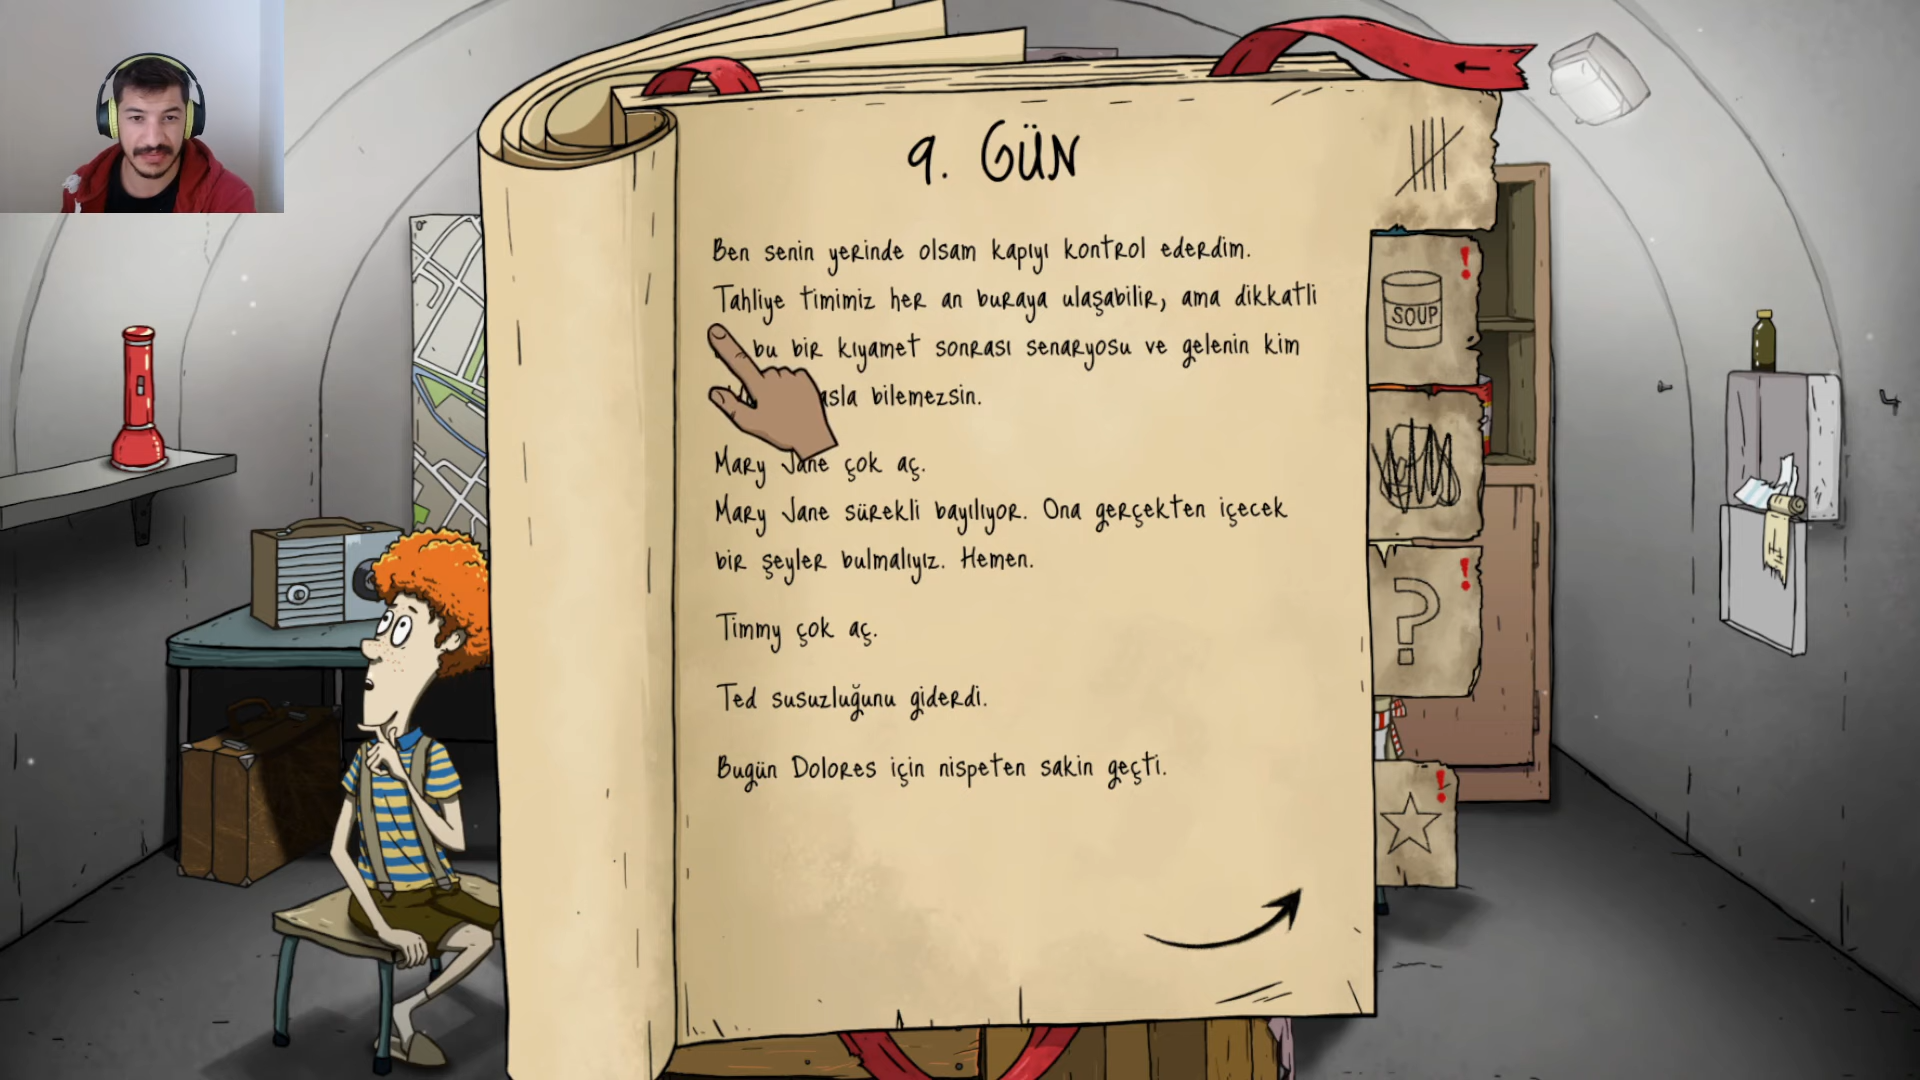 9. GÜN
Ben senin yerinde olsam kapıyı kontrol ederdim.
Tahliye timimiz her an buraya ulaşabilir, ama dikkatli
bu bir kıyamet sonrası senaryosu ve gelenin kim
asla bilemezsin.
Mary Jane çok aç.
Mary Jane sürekli bayılıyor. Ona gerçekten içecek
bir şeyler bulmalıyız. Hemen.
Timmy çok aç.
Ted susuzluğunu giderdi.
Bugün Dolores için nispeten sakin geçti.
!
SOUP
!
?
!